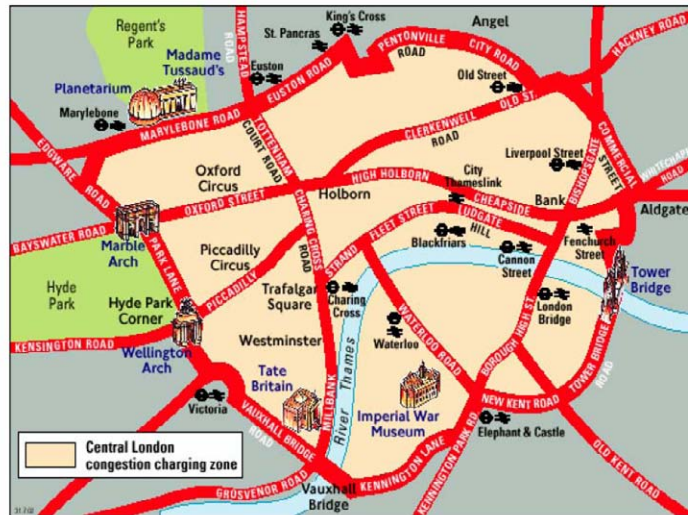 King's Cross
Angel
Regent's
Park
HAMPSTEAD
ROAD
St. Pancras
PENTONVILLE
ROAD
CITY ROAD
HACKNEY ROAD
Madame
Tussaud's
Euston
EUSTON ROAD
Planetarium
Old Street
OLD ST.
Marylebone
MARYLEBONE ROAD
TOTTENHAM
COURT ROAD
CLERKENWELL
ROAD
COMMERCIAL
STREET
EDGWARE
ROAD
Oxford
Circus
Liverpool Street
BISHOPSGATE
WHITECHAPEL
ROAD
OXFORD STREET
Holborn
HIGH HOLBORN
City
Thameslink
CHEAPSIDE
Bank
Aldgate
BAYSWATER ROAD
Marble
Arch
PARK LANE
Piccadilly
Circus
CHARING CROSS
ROAD
STRAND
FLEET STREET
LUDGATE
HILL
Blackfriars
Cannon
Street
Fenchurch
Street
Tower
Bridge
Hyde
Park
Hyde Park
Corner
PICCADILLY
Trafalgar
Square
Charing
Cross
London
Bridge
KENSINGTON ROAD
Wellington
Arch
Westminster
Waterloo
WATERLOO ROAD
BOROUGH HIGH ST
TOWER BRIDGE
ROAD
Tate
Britain
MILLBANK
River Thames
Imperial War
Museum
NEW KENT ROAD
Victoria
VAUXHALL BRIDGE
ROAD
Elephant & Castle
OLD KENT ROAD
Central London
congestion charging zone
GROSVENOR ROAD
Vauxhall
Bridge
KENNINGTON LANE
KENNINGTON PARK RD